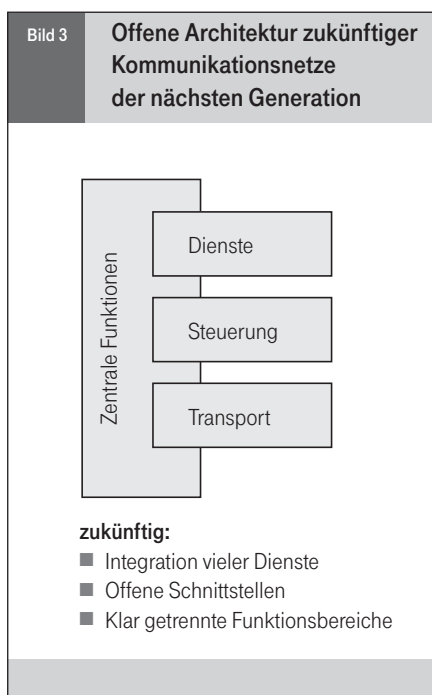 Bild 3
Offene Architektur zukünftiger
Kommunikationsnetze
der nächsten Generation
Zentrale Funktionen
Dienste
Steuerung
Transport
zukünftig:
■ Integration vieler Dienste
■ Offene Schnittstellen
■ Klar getrennte Funktionsbereiche